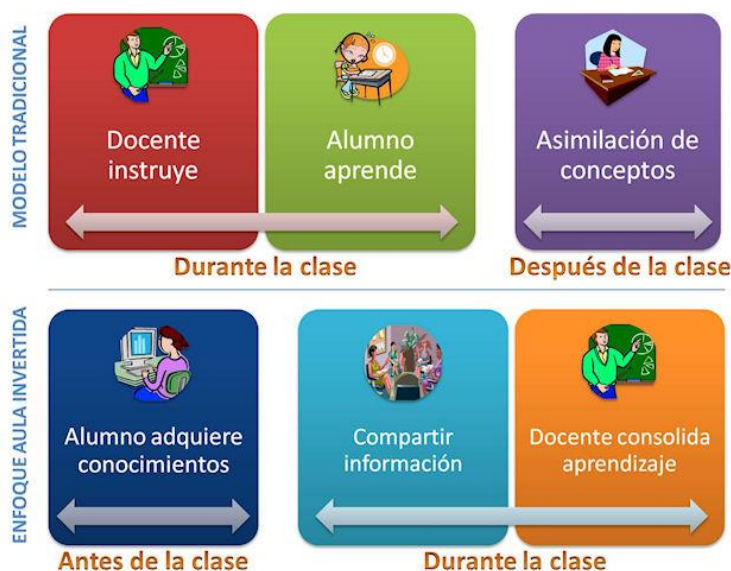 MODELO TRADICIONAL
Docente
instruye
Alumno
aprende
Asimilación de
conceptos
Durante la clase
Después de la clase
ENFOQUE AULA INVERTIDA
Alumno adquiere
conocimientos
Compartir
información
Docente consolida
aprendizaje
Antes de la clase
Durante la clase